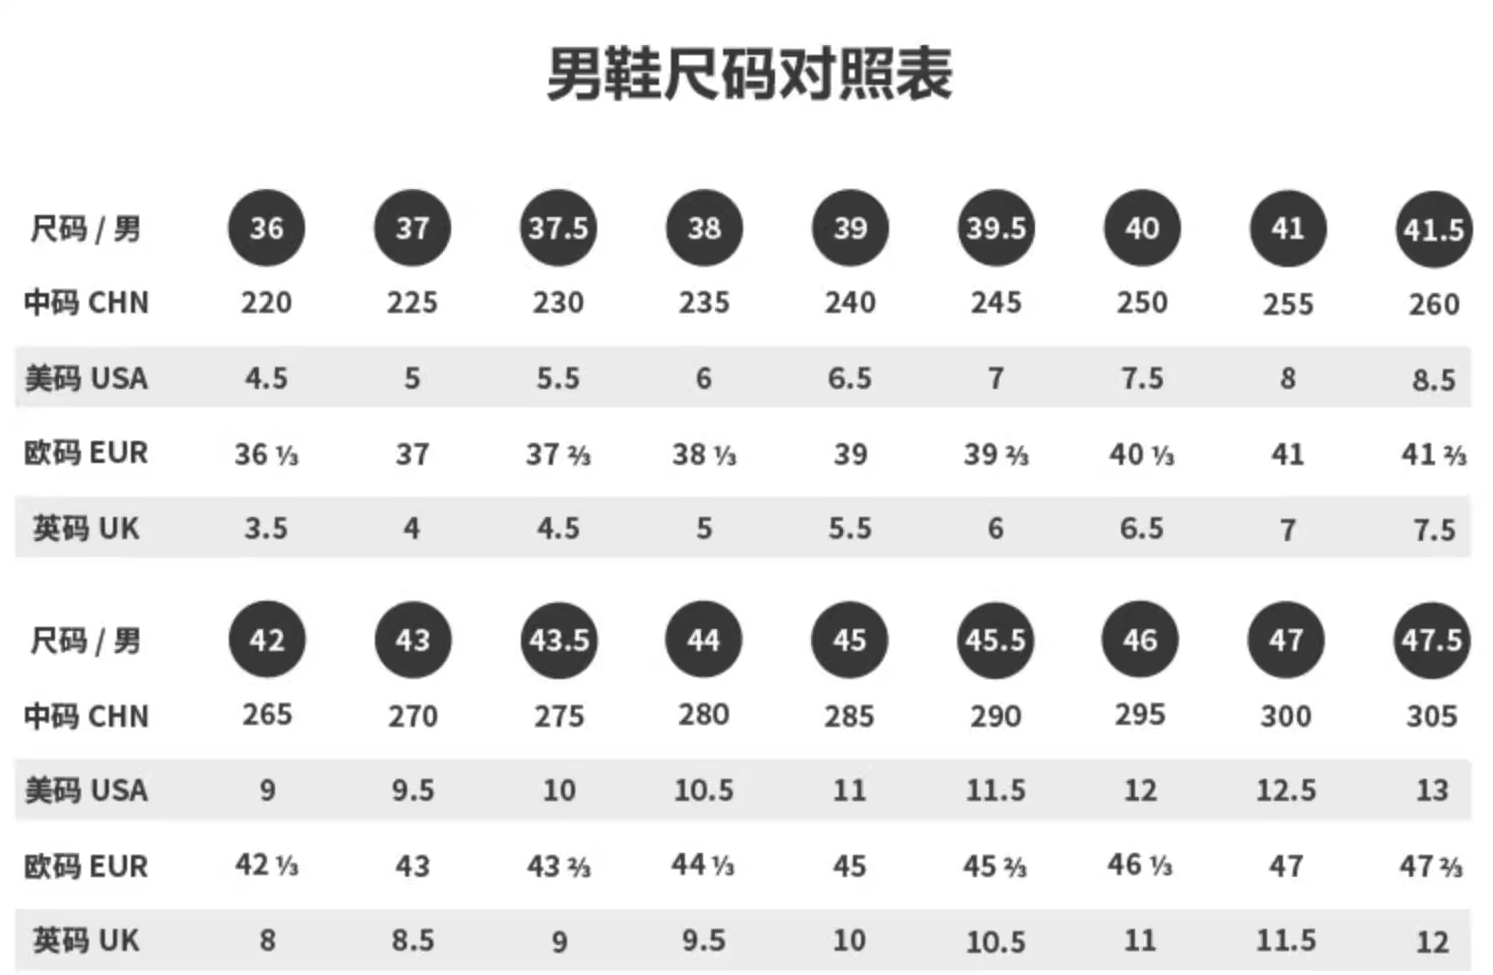 男鞋尺码对照表
尺码 / 男 36 37 37.5 38 39 39.5 40 41 41.5
中码 CHN 220 225 230 235 240 245 250 255 260
美码 USA 4.5 5 5.5 6 6.5 7 7.5 8 8.5
欧码 EUR 36 ⅓ 37 37 ⅔ 38 ⅓ 39 39 ⅔ 40 ⅓ 41 41 ⅔
英码 UK 3.5 4 4.5 5 5.5 6 6.5 7 7.5
尺码 / 男 42 43 43.5 44 45 45.5 46 47 47.5
中码 CHN 265 270 275 280 285 290 295 300 305
美码 USA 9 9.5 10 10.5 11 11.5 12 12.5 13
欧码 EUR 42 ⅓ 43 43 ⅔ 44 ⅓ 45 45 ⅔ 46 ⅓ 47 47 ⅔
英码 UK 8 8.5 9 9.5 10 10.5 11 11.5 12